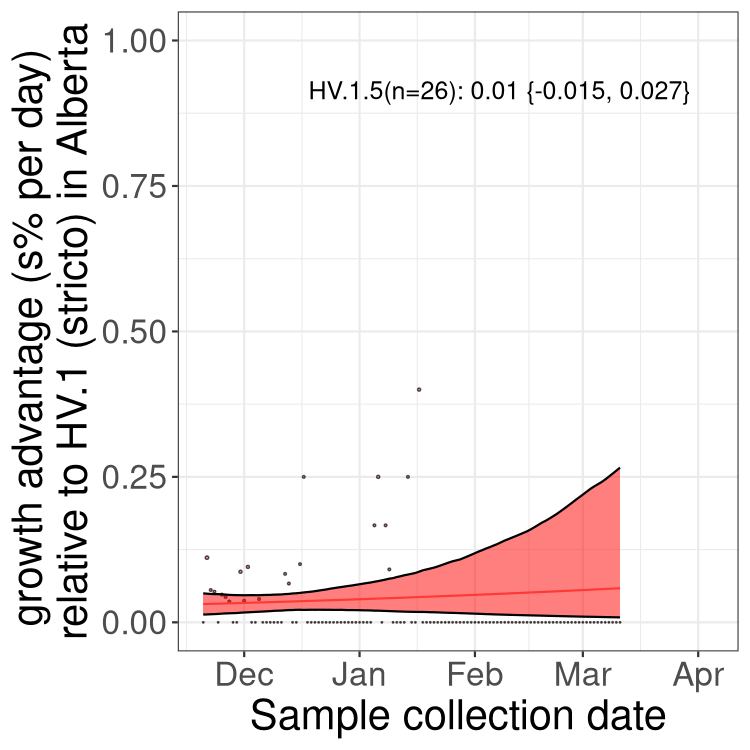 growth advantage (s% per day)
relative to HV.1 (stricto) in Alberta
1.00
0.75
0.50
0.25
0.00
HV.1.5(n=26): 0.01 {-0.015, 0.027}
Dec Jan Feb Mar Apr
Sample collection date